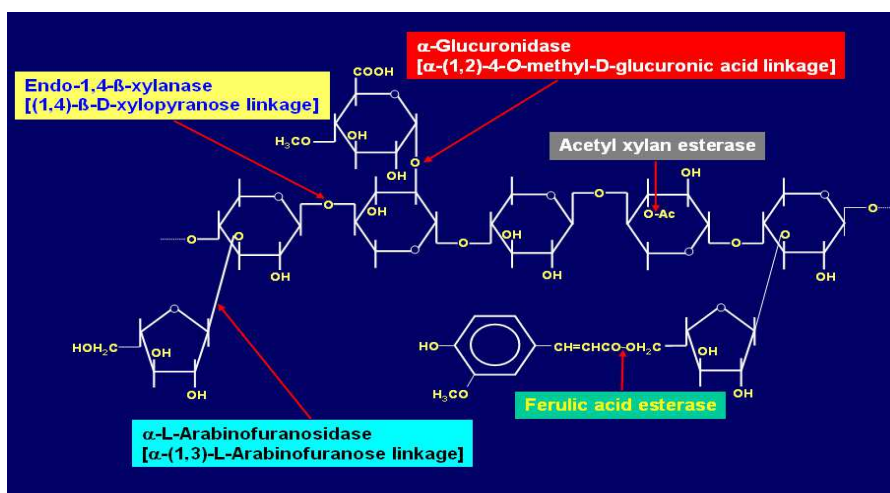 α-Glucuronidase
[α-(1,2)-4-O-methyl-D-glucuronic acid linkage]
Endo-1,4-ß-xylanase
[(1,4)-ß-D-xylopyranose linkage]
COOH
H₃CO
OH
OH
O
Acetyl xylan esterase
OH
O
OH
O
O-Ac
O
O
O
O
OH
O
O
OH
OH
OH
OH
HOH₂C
OH
OH
HO
CH=CHCO-OH₂C
H₃CO
OH
OH
Ferulic acid esterase
α-L-Arabinofuranosidase
[α-(1,3)-L-Arabinofuranose linkage]